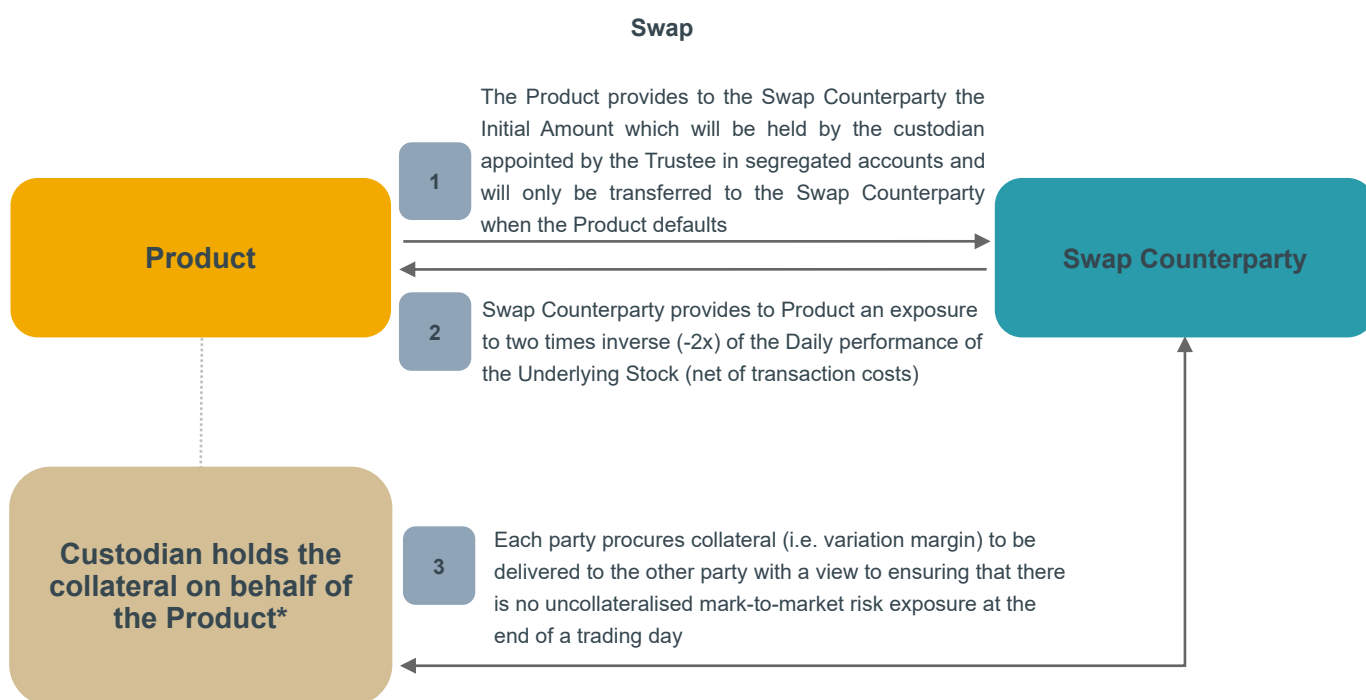 Swap
The Product provides to the Swap Counterparty the
Initial Amount which will be held by the custodian
appointed by the Trustee in segregated accounts and
will only be transferred to the Swap Counterparty
when the Product defaults
1
Product
Swap Counterparty
2
Swap Counterparty provides to Product an exposure
to two times inverse (-2x) of the Daily performance of
the Underlying Stock (net of transaction costs)
Custodian holds the
collateral on behalf of
the Product*
3
Each party procures collateral (i.e. variation margin) to be
delivered to the other party with a view to ensuring that there
is no uncollateralised mark-to-market risk exposure at the
end of a trading day